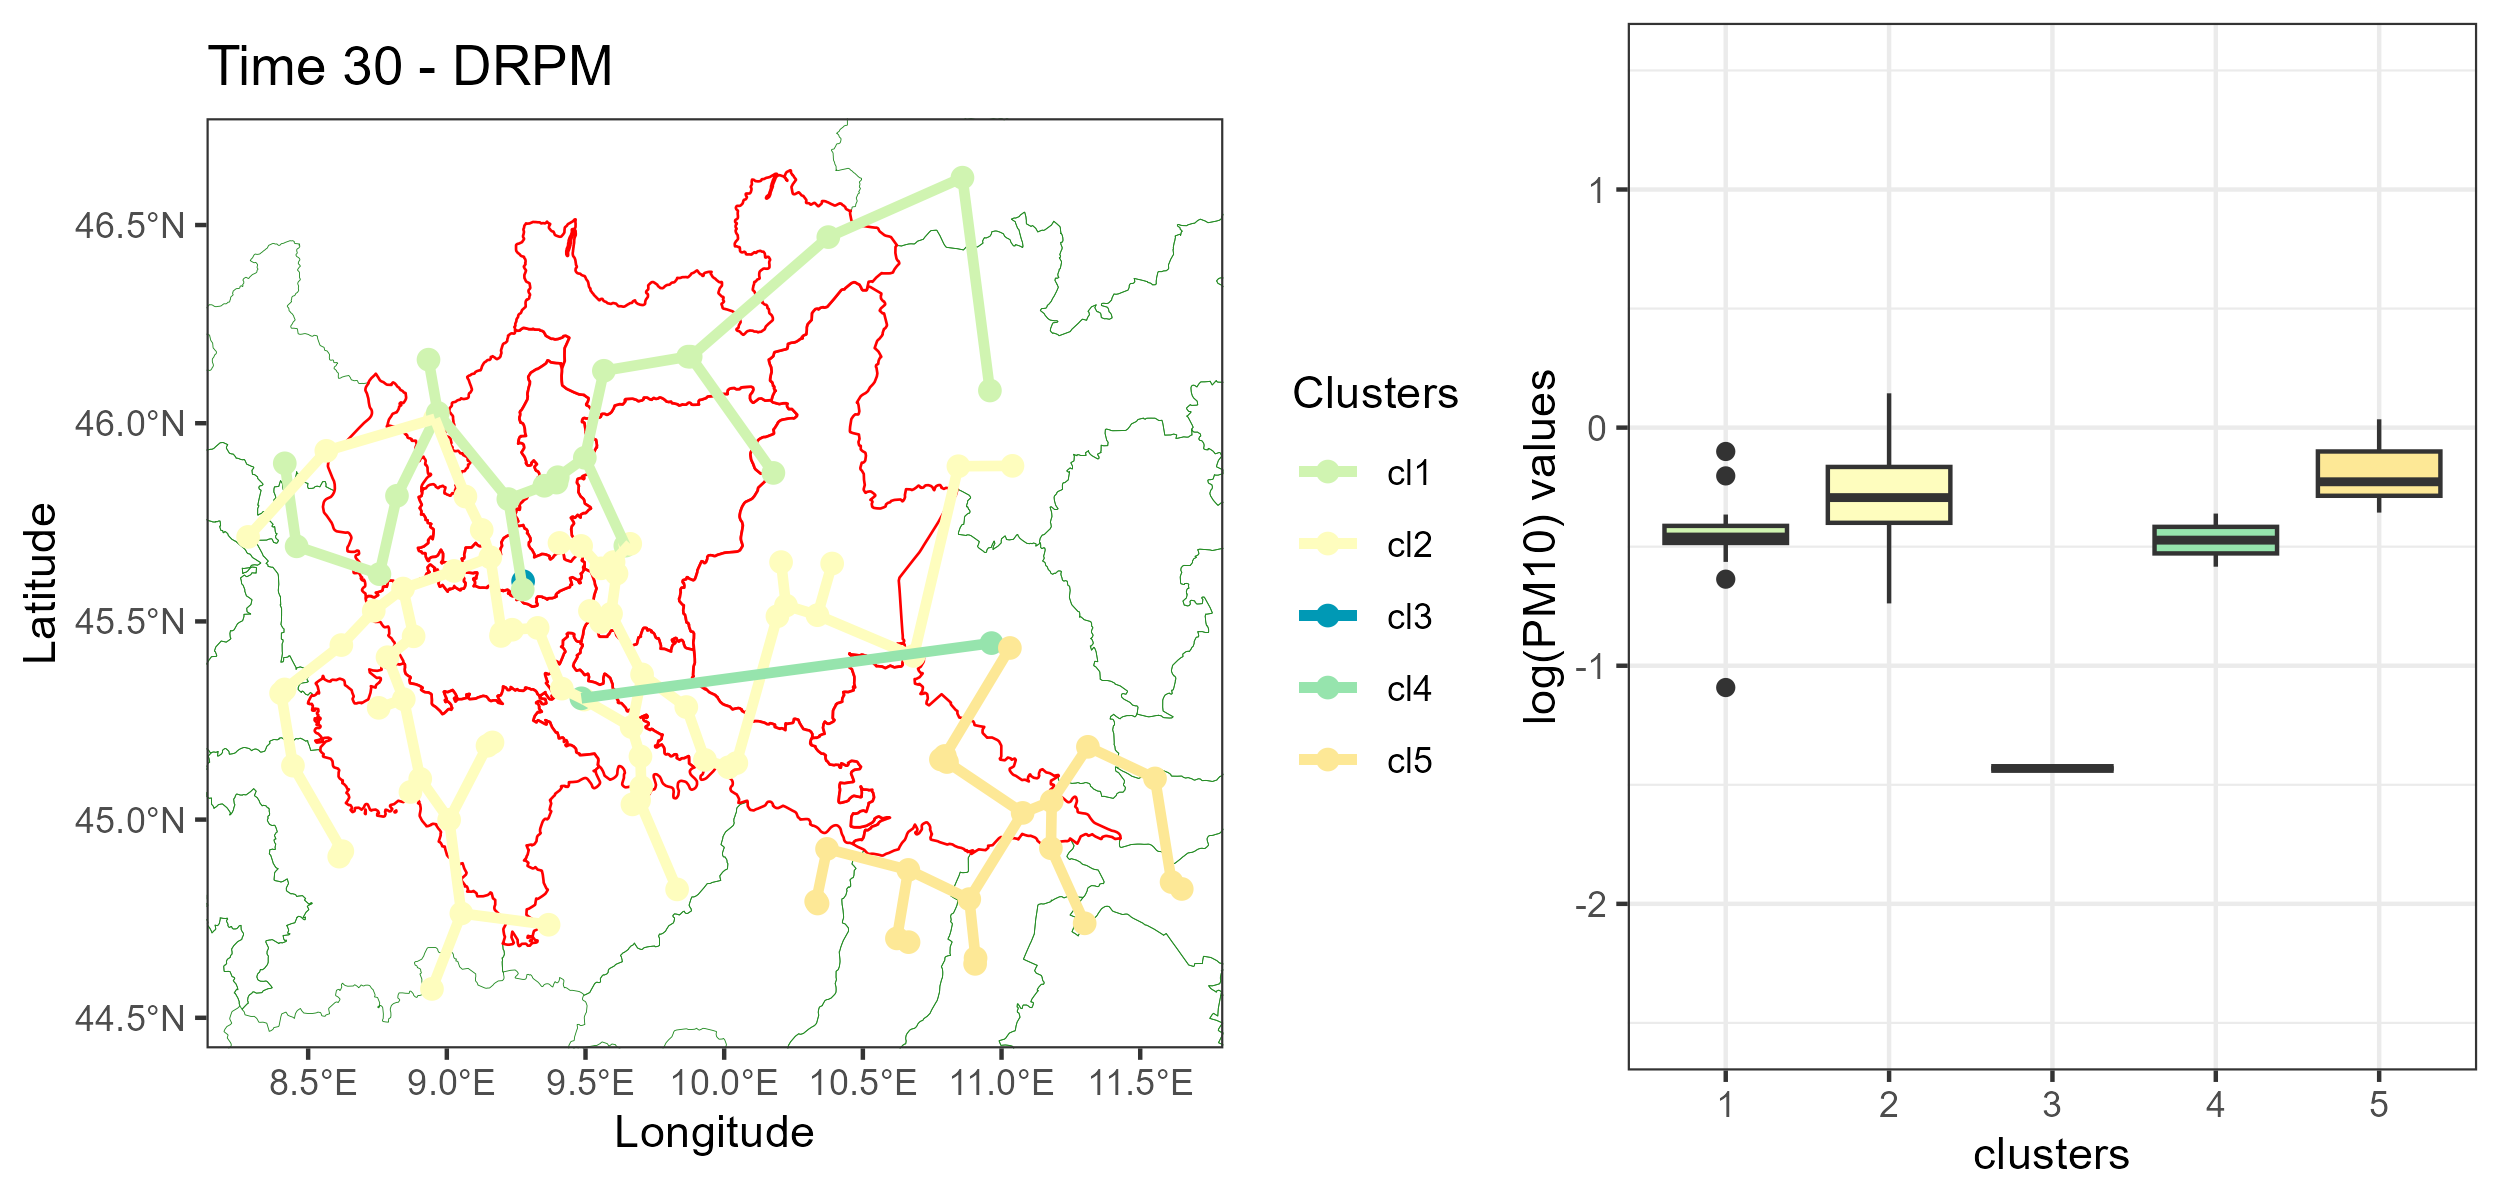 Time 30 - DRPM
46.5°N
46.0°N
45.5°N
45.0°N
44.5°N
Latitude
8.5°E
9.0°E
9.5°E
10.0°E
10.5°E
11.0°E
11.5°E
Longitude
Clusters
cl1
cl2
cl3
cl4
cl5
log(PM10) values
1
0
-1
-2
1
2
3
4
5
clusters